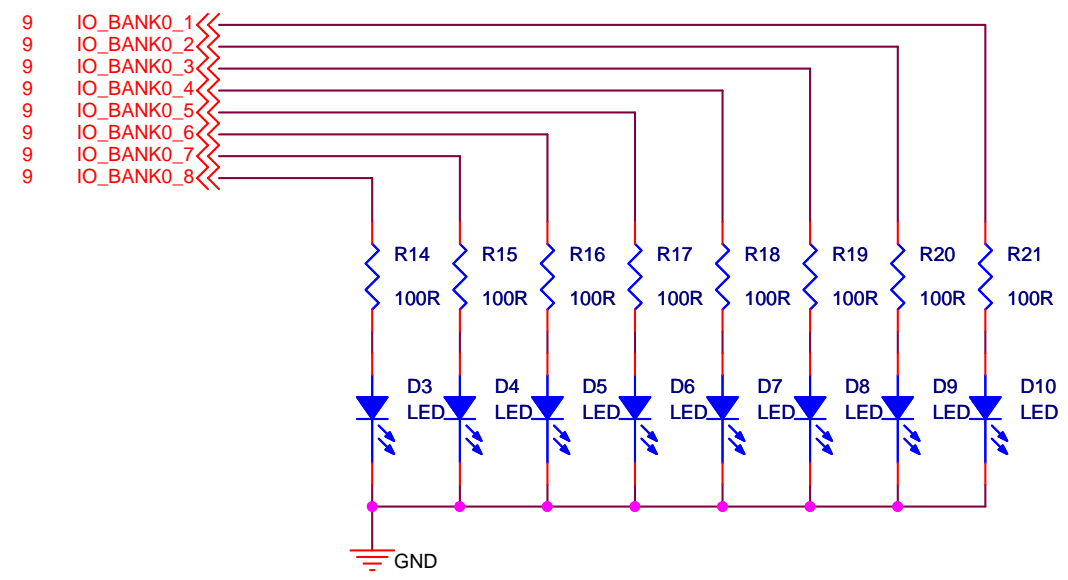 9 IO_BANK0_1
9 IO_BANK0_2
9 IO_BANK0_3
9 IO_BANK0_4
9 IO_BANK0_5
9 IO_BANK0_6
9 IO_BANK0_7
9 IO_BANK0_8
R14 R15 R16 R17 R18 R19 R20 R21
100R 100R 100R 100R 100R 100R 100R 100R
D3 D4 D5 D6 D7 D8 D9 D10
LED LED LED LED LED LED LED LED
GND